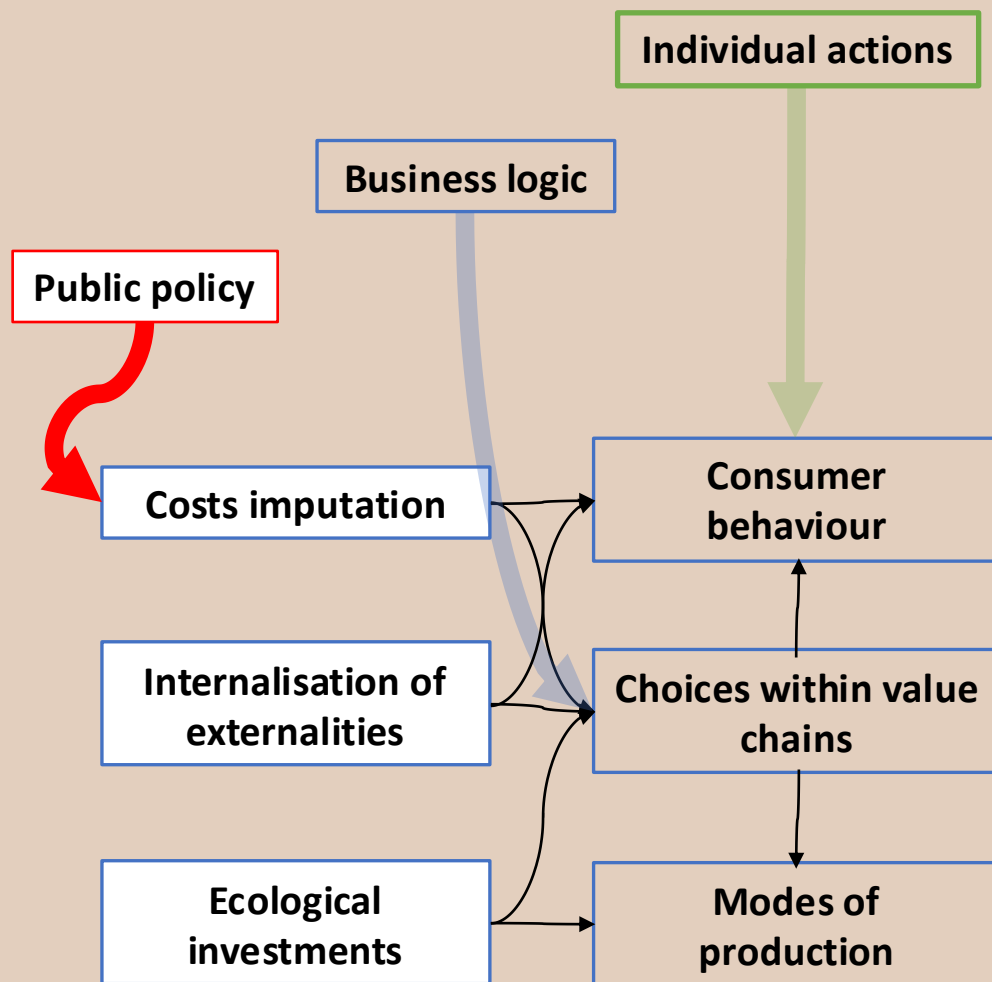 Individual actions
Business logic
Public policy
Costs imputation
Consumer
behaviour
Internalisation of
externalities
Choices within value
chains
Ecological
investments
Modes of
production